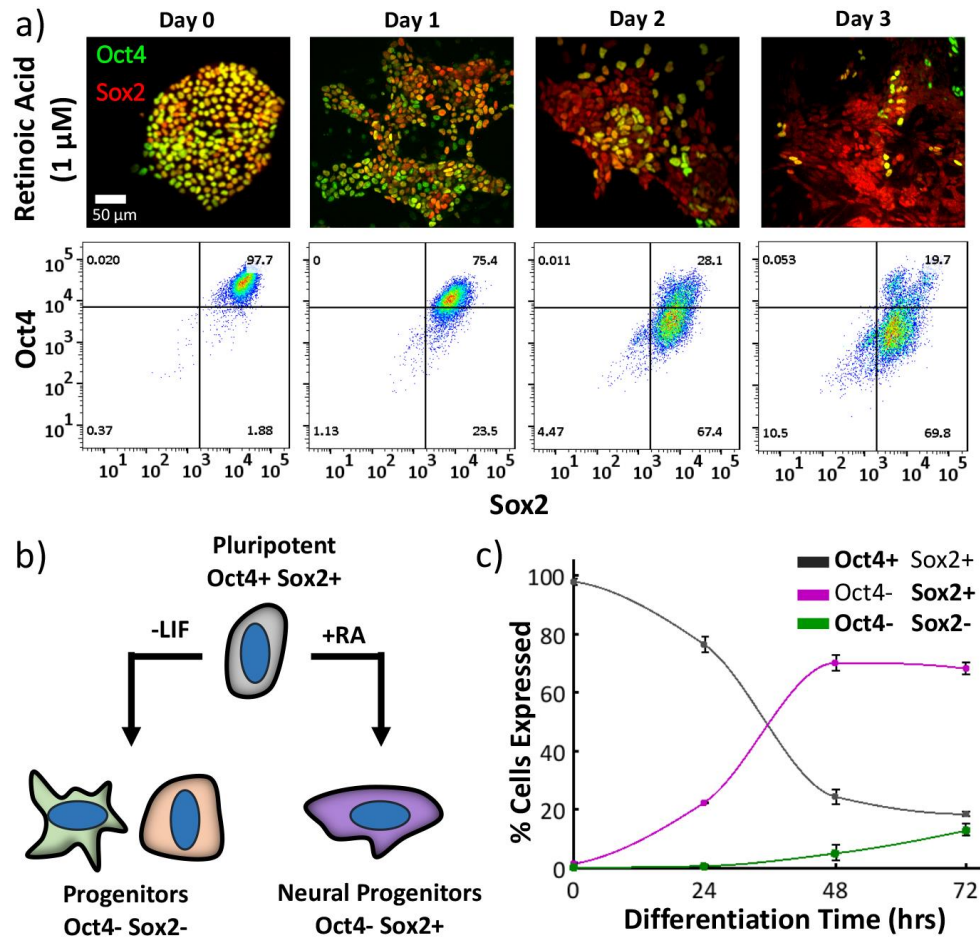 a)
Day 0
Day 1
Day 2
Day 3
Retinoic Acid
(1 µM)
Oct4
Sox2
50 µm
Oct4
10^5
10^4
10^3
10^2
10^1
0.020
97.7
0.37
1.88
0
75.4
1.13
23.5
0.011
28.1
4.47
67.4
0.053
19.7
10.5
69.8
10^1 10^2 10^3 10^4 10^5
10^1 10^2 10^3 10^4 10^5
10^1 10^2 10^3 10^4 10^5
10^1 10^2 10^3 10^4 10^5
Sox2
b)
Pluripotent
Oct4+ Sox2+
-LIF
+RA
Progenitors
Oct4- Sox2-
Neural Progenitors
Oct4- Sox2+
c)
Oct4+ Sox2+
Oct4- Sox2+
Oct4- Sox2-
% Cells Expressed
100
80
60
40
20
0
0 24 48 72
Differentiation Time (hrs)